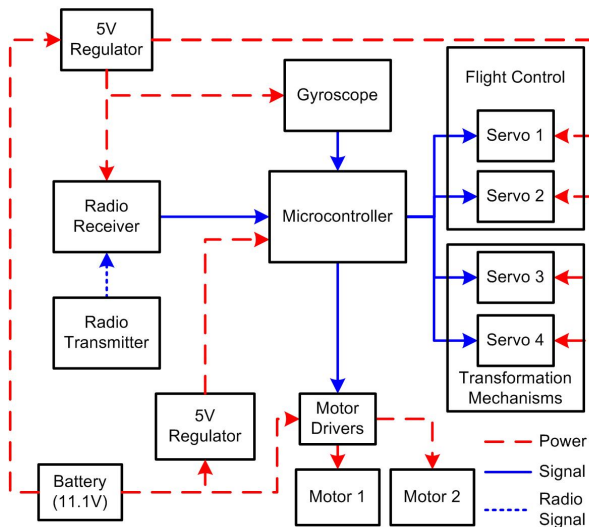 5V
Regulator
Gyroscope
Flight Control
Servo 1
Servo 2
Radio
Receiver
Microcontroller
Servo 3
Servo 4
Transformation
Mechanisms
Radio
Transmitter
5V
Regulator
Motor
Drivers
Battery
(11.1V)
Motor 1
Motor 2
Power
Signal
Radio
Signal